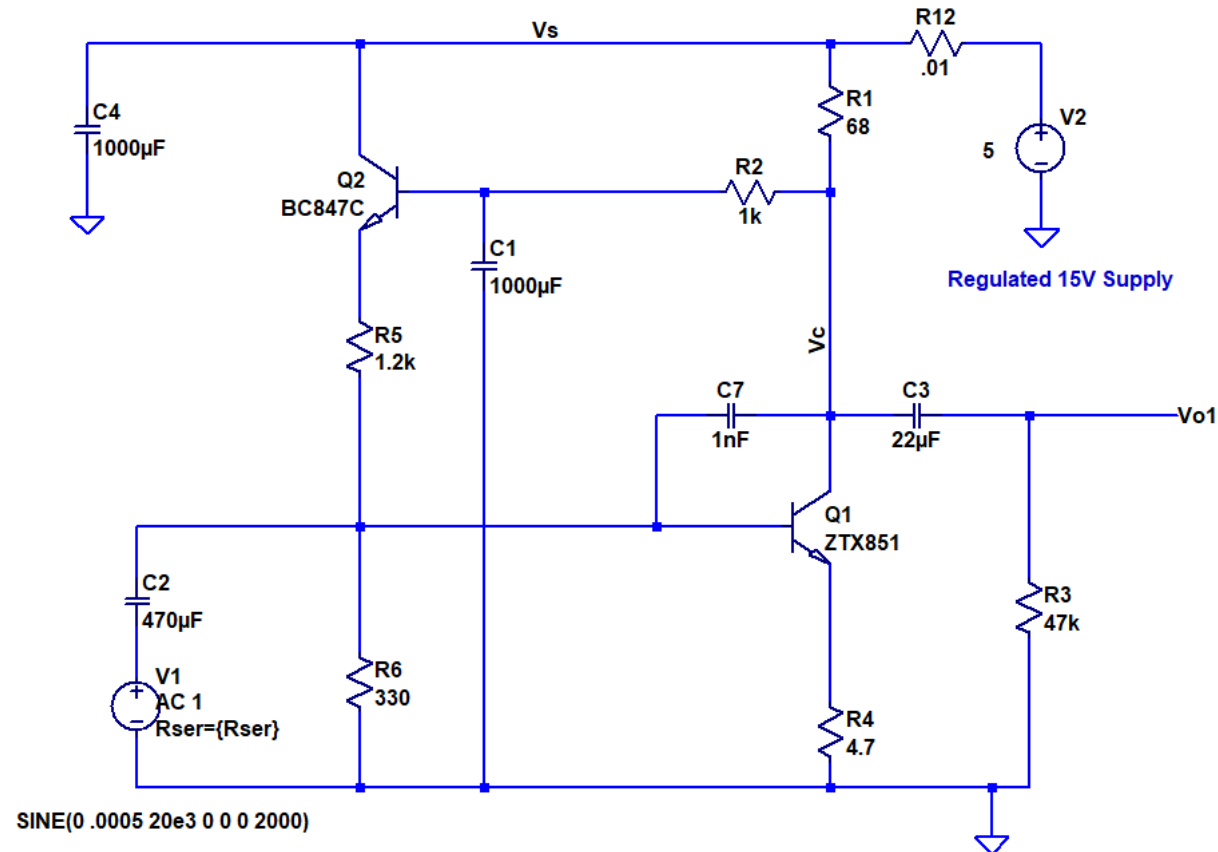 R12
.01
Vs
C4
1000µF
R1
68
V2
5
R2
1k
Q2
BC847C
C1
1000µF
Regulated 15V Supply
R5
1.2k
Vc
C7
1nF
C3
22µF
Vo1
Q1
ZTX851
C2
470µF
R3
47k
V1
AC 1
Rser={Rser}
R6
330
R4
4.7
SINE(0 .0005 20e3 0 0 0 2000)